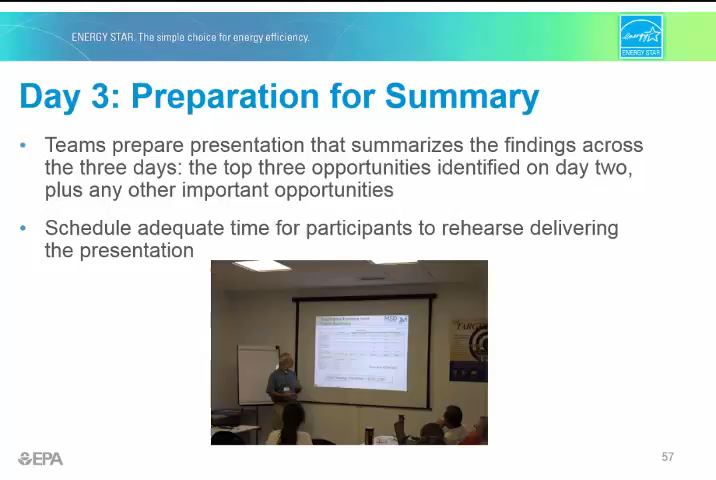 ENERGY STAR. The simple choice for energy efficiency.
ENERGY STAR
Day 3: Preparation for Summary
• Teams prepare presentation that summarizes the findings across
the three days: the top three opportunities identified on day two,
plus any other important opportunities
• Schedule adequate time for participants to rehearse delivering
the presentation
EPA
57